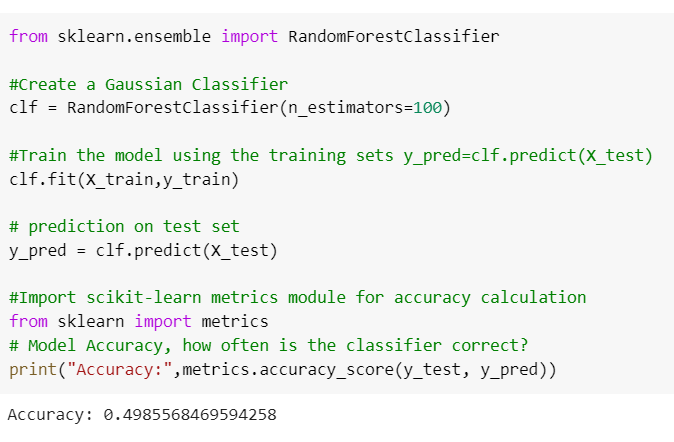 from sklearn.ensemble import RandomForestClassifier
#Create a Gaussian Classifier
clf = RandomForestClassifier(n_estimators=100)
#Train the model using the training sets y_pred=clf.predict(X_test)
clf.fit(X_train,y_train)
# prediction on test set
y_pred = clf.predict(X_test)
#Import scikit-learn metrics module for accuracy calculation
from sklearn import metrics
# Model Accuracy, how often is the classifier correct?
print("Accuracy:",metrics.accuracy_score(y_test, y_pred))
Accuracy: 0.4985568469594258